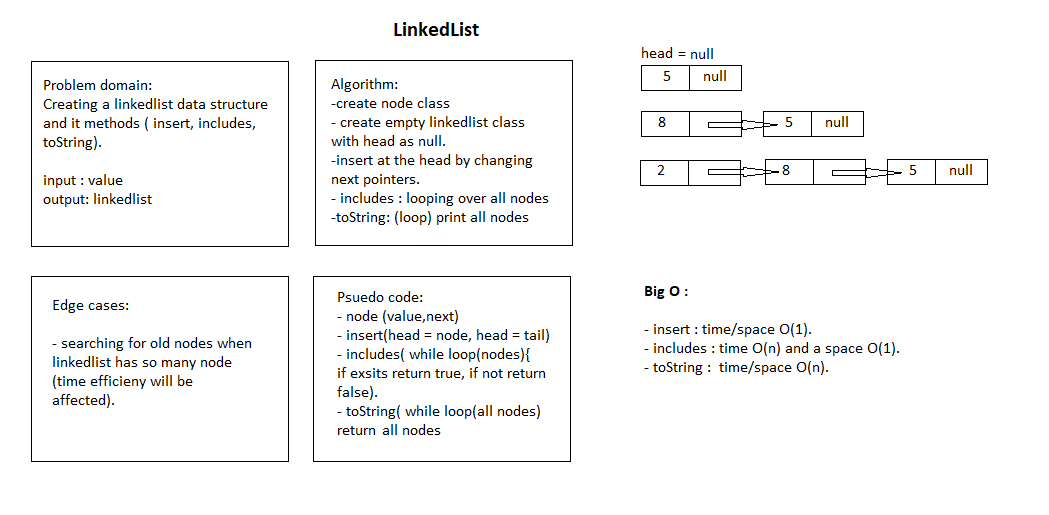 LinkedList
Problem domain:
Creating a linkedlist data structure
and it methods ( insert, includes,
toString).
input : value
output: linkedlist
Algorithm:
-create node class
- create empty linkedlist class
with head as null.
-insert at the head by changing
next pointers.
- includes : looping over all nodes
-toString: (loop) print all nodes
head = null
5 null
8 5 null
2 8 5 null
Edge cases:
- searching for old nodes when
linkedlist has so many node
(time efficieny will be
affected).
Psuedo code:
- node (value,next)
- insert(head = node, head = tail)
- includes( while loop(nodes){
if exsits return true, if not return
false).
- toString( while loop(all nodes)
return all nodes
Big O :
- insert : time/space O(1).
- includes : time O(n) and a space O(1).
- toString : time/space O(n).